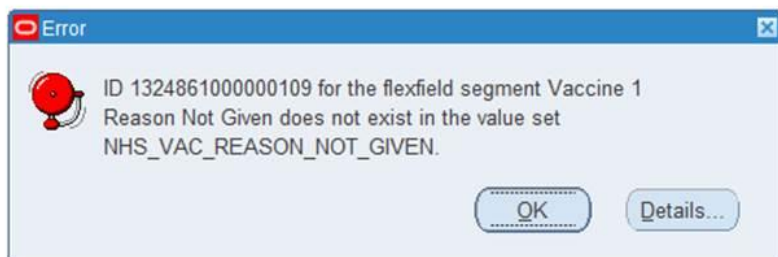 Error
ID 1324861000000109 for the flexfield segment Vaccine 1
Reason Not Given does not exist in the value set
NHS_VAC_REASON_NOT_GIVEN.
OK Details...